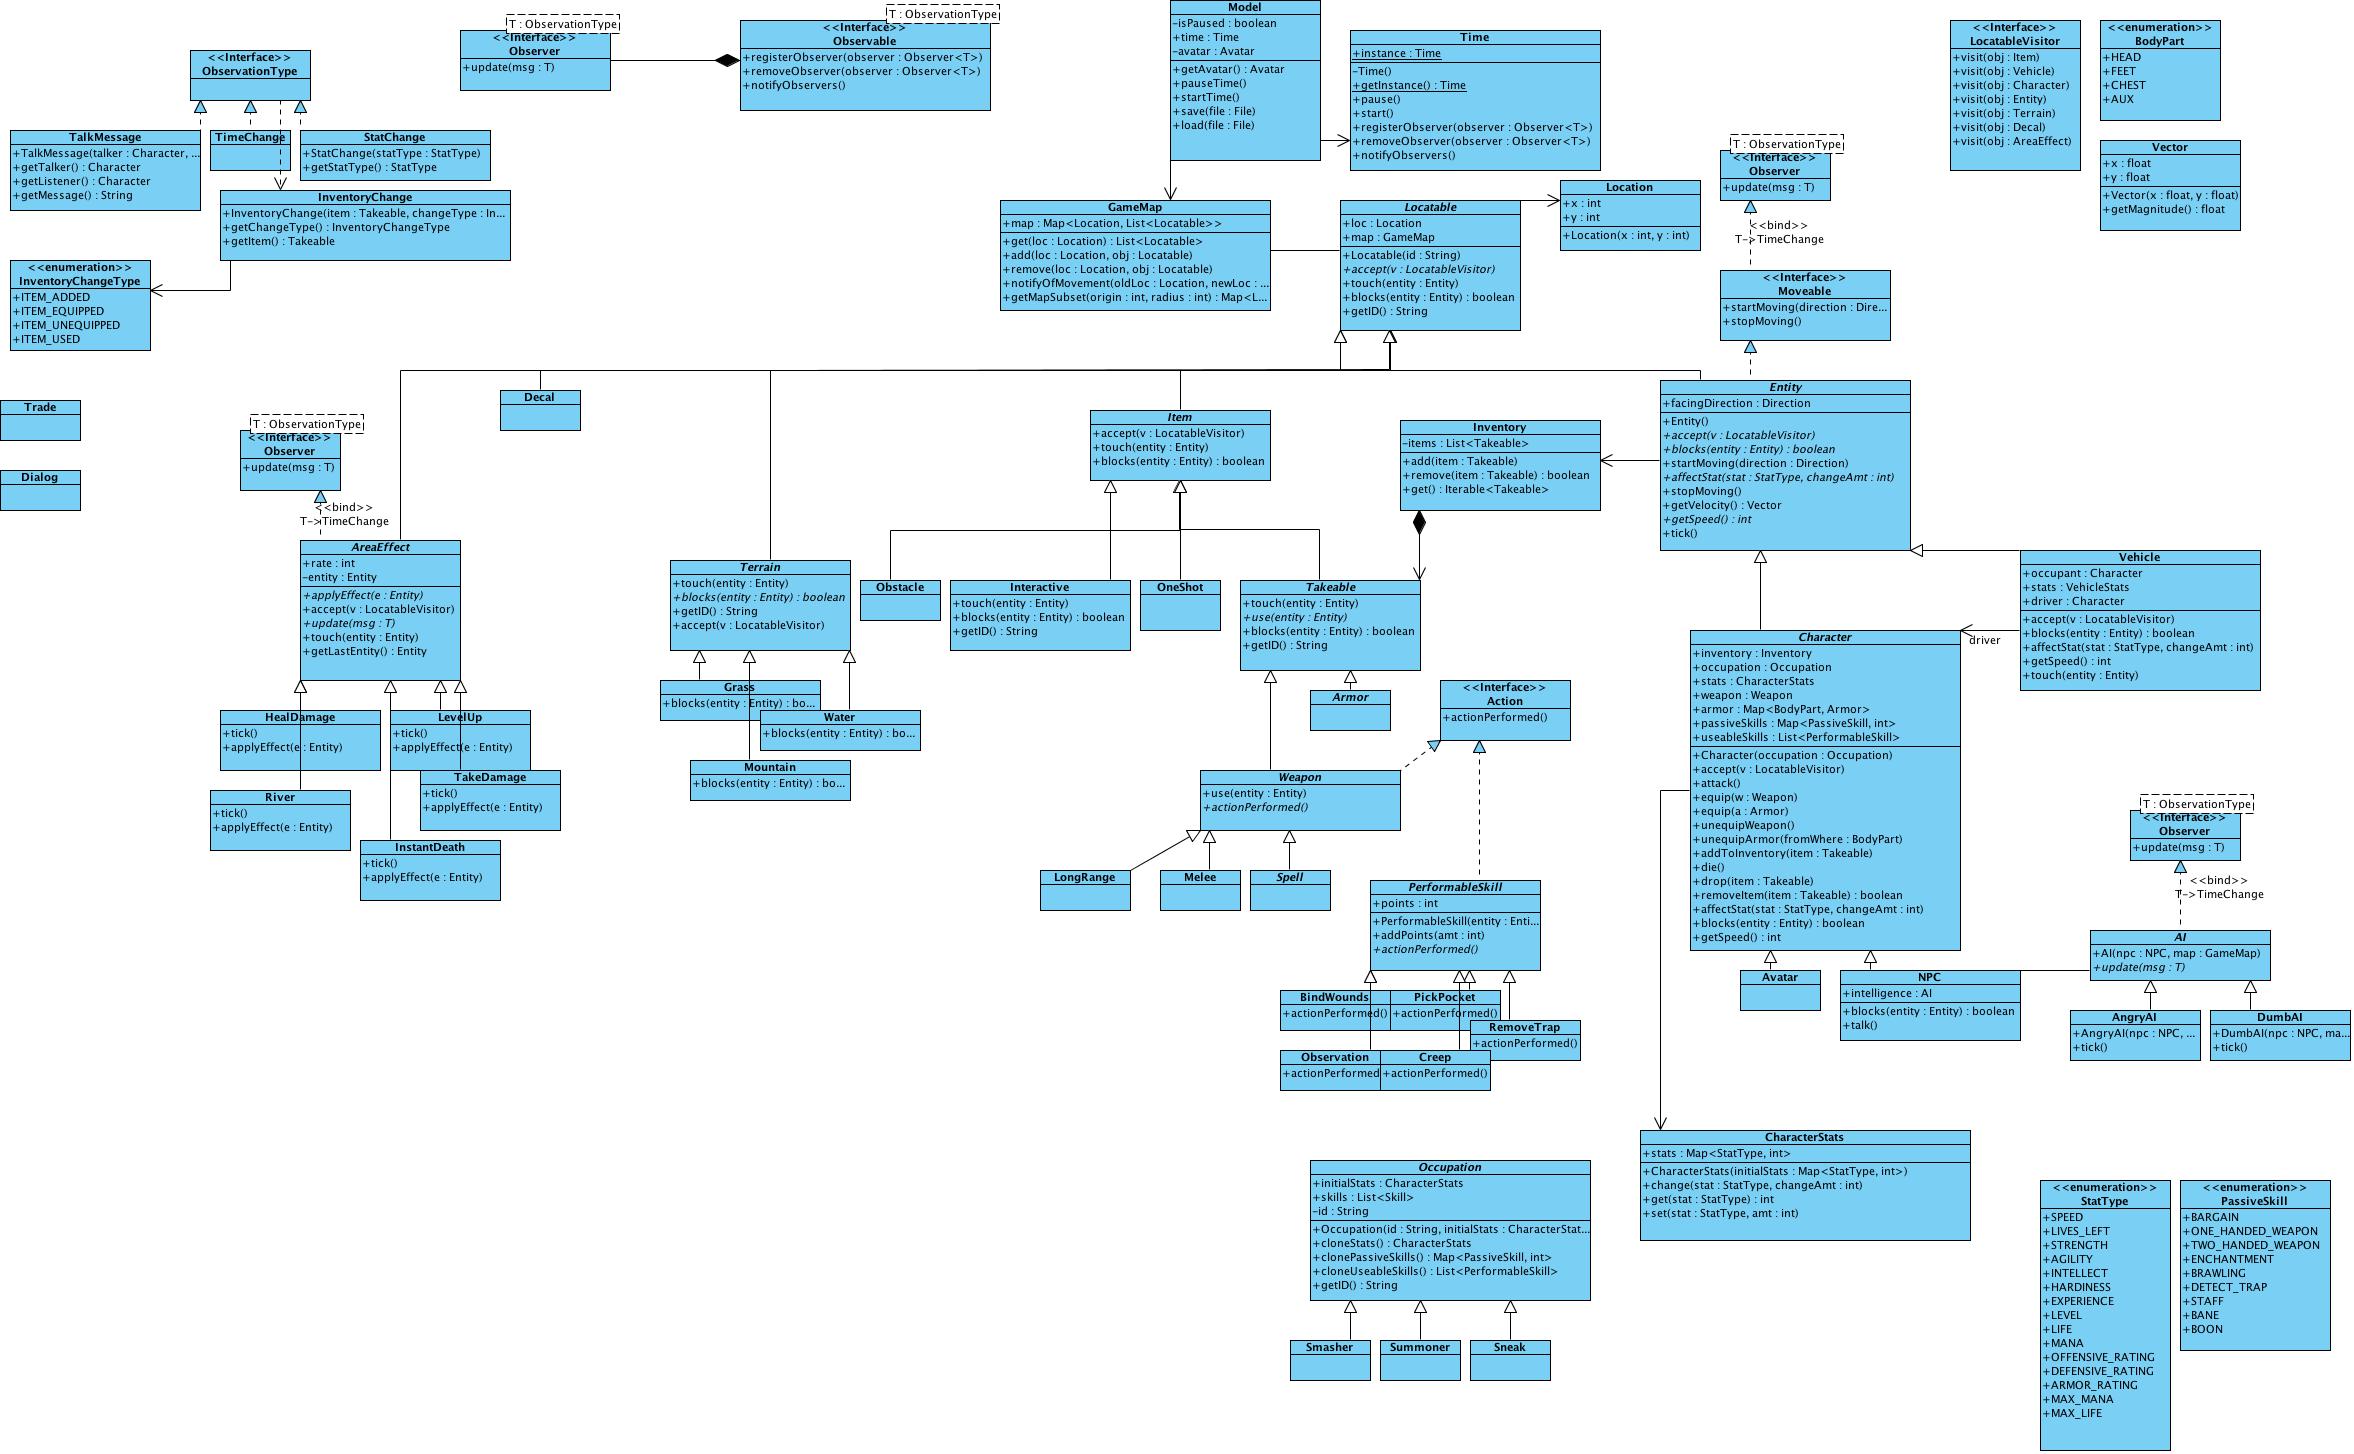 T : ObservationType
<<Interface>>
Observer
+update(msg : T)
T : ObservationType
<<Interface>>
Observable
+registerObserver(observer : Observer<T>)
+removeObserver(observer : Observer<T>)
+notifyObservers()
Model
-isPaused : boolean
+time : Time
-avatar : Avatar
+getAvatar() : Avatar
+pauseTime()
+startTime()
+save(file : File)
+load(file : File)
Time
+instance : Time
-Time()
+getInstance() : Time
+pause()
+start()
+registerObserver(observer : Observer<T>)
+removeObserver(observer : Observer<T>)
+notifyObservers()
<<Interface>>
LocatableVisitor
+visit(obj : Item)
+visit(obj : Vehicle)
+visit(obj : Character)
+visit(obj : Entity)
+visit(obj : Terrain)
+visit(obj : Decal)
+visit(obj : AreaEffect)
<<enumeration>>
BodyPart
+HEAD
+FEET
+CHEST
+AUX
Vector
+x : float
+y : float
+Vector(x : float, y : float)
+getMagnitude() : float
<<Interface>>
ObservationType
TalkMessage
+TalkMessage(talker : Character, ...
+getTalker() : Character
+getListener() : Character
+getMessage() : String
TimeChange
StatChange
+StatChange(statType : StatType)
+getStatType() : StatType
InventoryChange
+InventoryChange(item : Takeable, changeType : In...
+getChangeType() : InventoryChangeType
+getItem() : Takeable
<<enumeration>>
InventoryChangeType
+ITEM_ADDED
+ITEM_EQUIPPED
+ITEM_UNEQUIPPED
+ITEM_USED
GameMap
+map : Map<Location, List<Locatable>>
+get(loc : Location) : List<Locatable>
+add(loc : Location, obj : Locatable)
+remove(loc : Location, obj : Locatable)
+notifyOfMovement(oldLoc : Location, newLoc : ...
+getMapSubset(origin : int, radius : int) : Map<L...
Locatable
+loc : Location
+map : GameMap
+Locatable(id : String)
+accept(v : LocatableVisitor)
+touch(entity : Entity)
+blocks(entity : Entity) : boolean
+getID() : String
Location
+x : int
+y : int
+Location(x : int, y : int)
T : ObservationType
<<Interface>>
Observer
+update(msg : T)
<<bind>>
T->TimeChange
<<Interface>>
Moveable
+startMoving(direction : Dire...
+stopMoving()
Trade
Dialog
T : ObservationType
<<Interface>>
Observer
+update(msg : T)
<<bind>>
T->TimeChange
Decal
AreaEffect
+rate : int
-entity : Entity
+applyEffect(e : Entity)
+accept(v : LocatableVisitor)
+update(msg : T)
+touch(entity : Entity)
+getLastEntity() : Entity
HealDamage
+tick()
+applyEffect(e : Entity)
LevelUp
+tick()
+applyEffect(e : Entity)
TakeDamage
+tick()
+applyEffect(e : Entity)
River
+tick()
+applyEffect(e : Entity)
InstantDeath
+tick()
+applyEffect(e : Entity)
Terrain
+touch(entity : Entity)
+blocks(entity : Entity) : boolean
+getID() : String
+accept(v : LocatableVisitor)
Grass
+blocks(entity : Entity) : bo...
Water
+blocks(entity : Entity) : bo...
Mountain
+blocks(entity : Entity) : bo...
Item
+accept(v : LocatableVisitor)
+touch(entity : Entity)
+blocks(entity : Entity) : boolean
Obstacle
Interactive
+touch(entity : Entity)
+blocks(entity : Entity) : boolean
+getID() : String
OneShot
Takeable
+touch(entity : Entity)
+use(entity : Entity)
+blocks(entity : Entity) : boolean
+getID() : String
Inventory
-items : List<Takeable>
+add(item : Takeable)
+remove(item : Takeable) : boolean
+get() : Iterable<Takeable>
Entity
+facingDirection : Direction
+Entity()
+accept(v : LocatableVisitor)
+blocks(entity : Entity) : boolean
+startMoving(direction : Direction)
+affectStat(stat : StatType, changeAmt : int)
+stopMoving()
+getVelocity() : Vector
+getSpeed() : int
+tick()
Vehicle
+occupant : Character
+stats : VehicleStats
+driver : Character
+accept(v : LocatableVisitor)
+blocks(entity : Entity) : boolean
+affectStat(stat : StatType, changeAmt : int)
+getSpeed() : int
+touch(entity : Entity)
driver
Armor
<<Interface>>
Action
+actionPerformed()
Weapon
+use(entity : Entity)
+actionPerformed()
LongRange
Melee
Spell
PerformableSkill
+points : int
+PerformableSkill(entity : Enti...
+addPoints(amt : int)
+actionPerformed()
BindWounds
+actionPerformed()
PickPocket
+actionPerformed()
RemoveTrap
+actionPerformed()
Observation
+actionPerformed
Creep
+actionPerformed()
Character
+inventory : Inventory
+occupation : Occupation
+stats : CharacterStats
+weapon : Weapon
+armor : Map<BodyPart, Armor>
+passiveSkills : Map<PassiveSkill, int>
+useableSkills : List<PerformableSkill>
+Character(occupation : Occupation)
+accept(v : LocatableVisitor)
+attack()
+equip(w : Weapon)
+equip(a : Armor)
+unequipWeapon()
+unequipArmor(fromWhere : BodyPart)
+addToInventory(item : Takeable)
+die()
+drop(item : Takeable)
+removeItem(item : Takeable) : boolean
+affectStat(stat : StatType, changeAmt : int)
+blocks(entity : Entity) : boolean
+getSpeed() : int
Avatar
NPC
+intelligence : AI
+blocks(entity : Entity) : boolean
+talk()
T : ObservationType
<<Interface>>
Observer
+update(msg : T)
<<bind>>
T->TimeChange
AI
+AI(npc : NPC, map : GameMap)
+update(msg : T)
AngryAI
+AngryAI(npc : NPC, ...
+tick()
DumbAI
+DumbAI(npc : NPC, ma...
+tick()
CharacterStats
+stats : Map<StatType, int>
+CharacterStats(initialStats : Map<StatType, int>)
+change(stat : StatType, changeAmt : int)
+get(stat : StatType) : int
+set(stat : StatType, amt : int)
Occupation
+initialStats : CharacterStats
+skills : List<Skill>
-id : String
+Occupation(id : String, initialStats : CharacterStat...
+cloneStats() : CharacterStats
+clonePassiveSkills() : Map<PassiveSkill, int>
+cloneUseableSkills() : List<PerformableSkill>
+getID() : String
Smasher
Summoner
Sneak
<<enumeration>>
StatType
+SPEED
+LIVES_LEFT
+STRENGTH
+AGILITY
+INTELLECT
+HARDINESS
+EXPERIENCE
+LEVEL
+LIFE
+MANA
+OFFENSIVE_RATING
+DEFENSIVE_RATING
+ARMOR_RATING
+MAX_MANA
+MAX_LIFE
<<enumeration>>
PassiveSkill
+BARGAIN
+ONE_HANDED_WEAPON
+TWO_HANDED_WEAPON
+ENCHANTMENT
+BRAWLING
+DETECT_TRAP
+STAFF
+BANE
+BOON